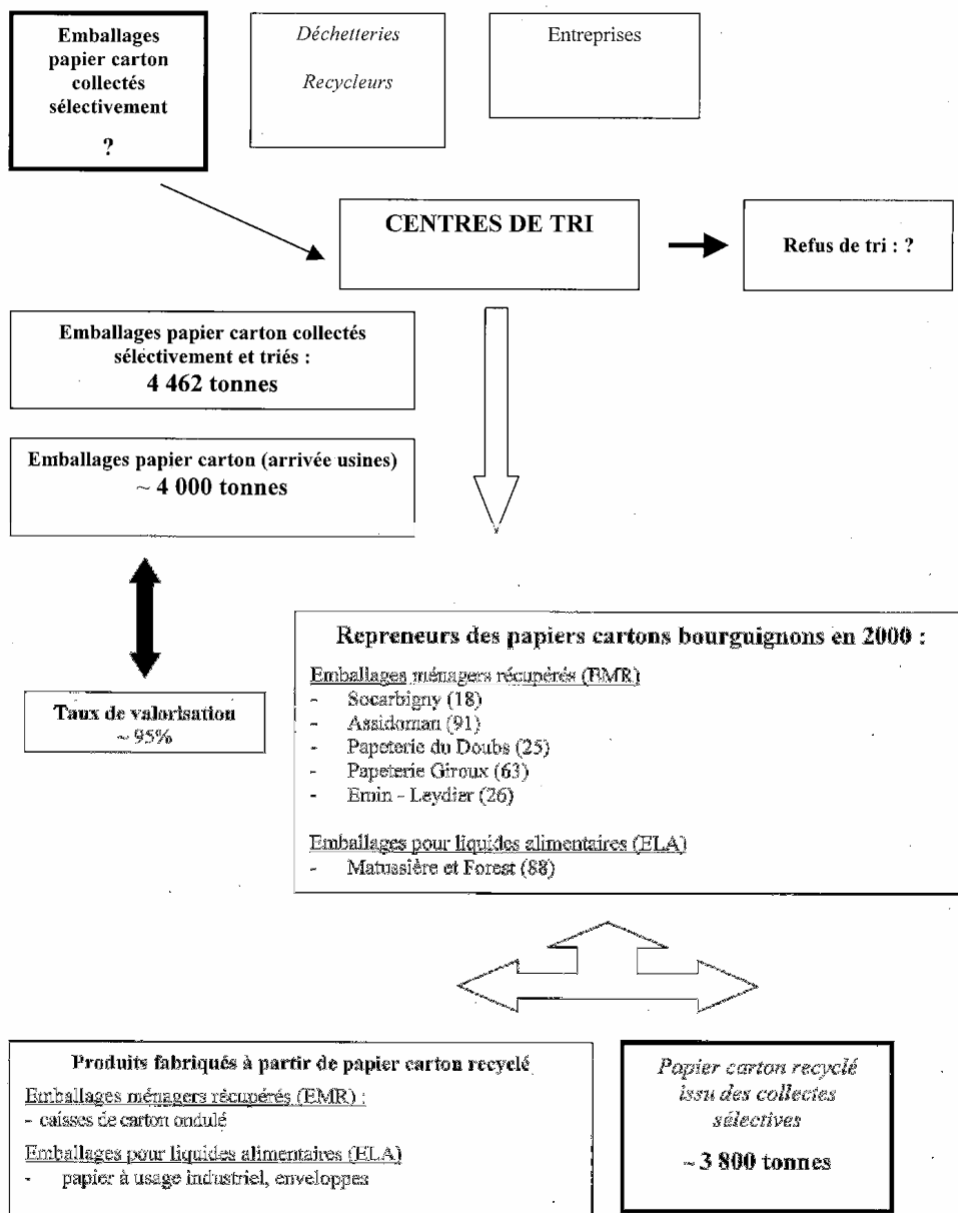 Emballages
papier carton
collectés
sélectivement
?
Déchetteries
Recycleurs
Entreprises
CENTRES DE TRI
Refus de tri : ?
Emballages papier carton collectés
sélectivement et triés :
4 462 tonnes
Emballages papier carton (arrivée usines)
~ 4 000 tonnes
Taux de valorisation
~ 95%
Repreneurs des papiers cartons bourguignons en 2000 :
Emballages ménagers récupérés (EMR)
- Socarbigny (18)
- Assidoman (91)
- Papeterie du Doubs (25)
- Papeterie Giroux (63)
- Emin - Leydier (26)
Emballages pour liquides alimentaires (ELA)
- Matussière et Forest (88)
Produits fabriqués à partir de papier carton recyclé
Emballages ménagers récupérés (EMR) :
- caisses de carton ondulé
Emballages pour liquides alimentaires (ELA)
- papier à usage industriel, enveloppes
Papier carton recyclé
issu des collectes
sélectives
~ 3 800 tonnes